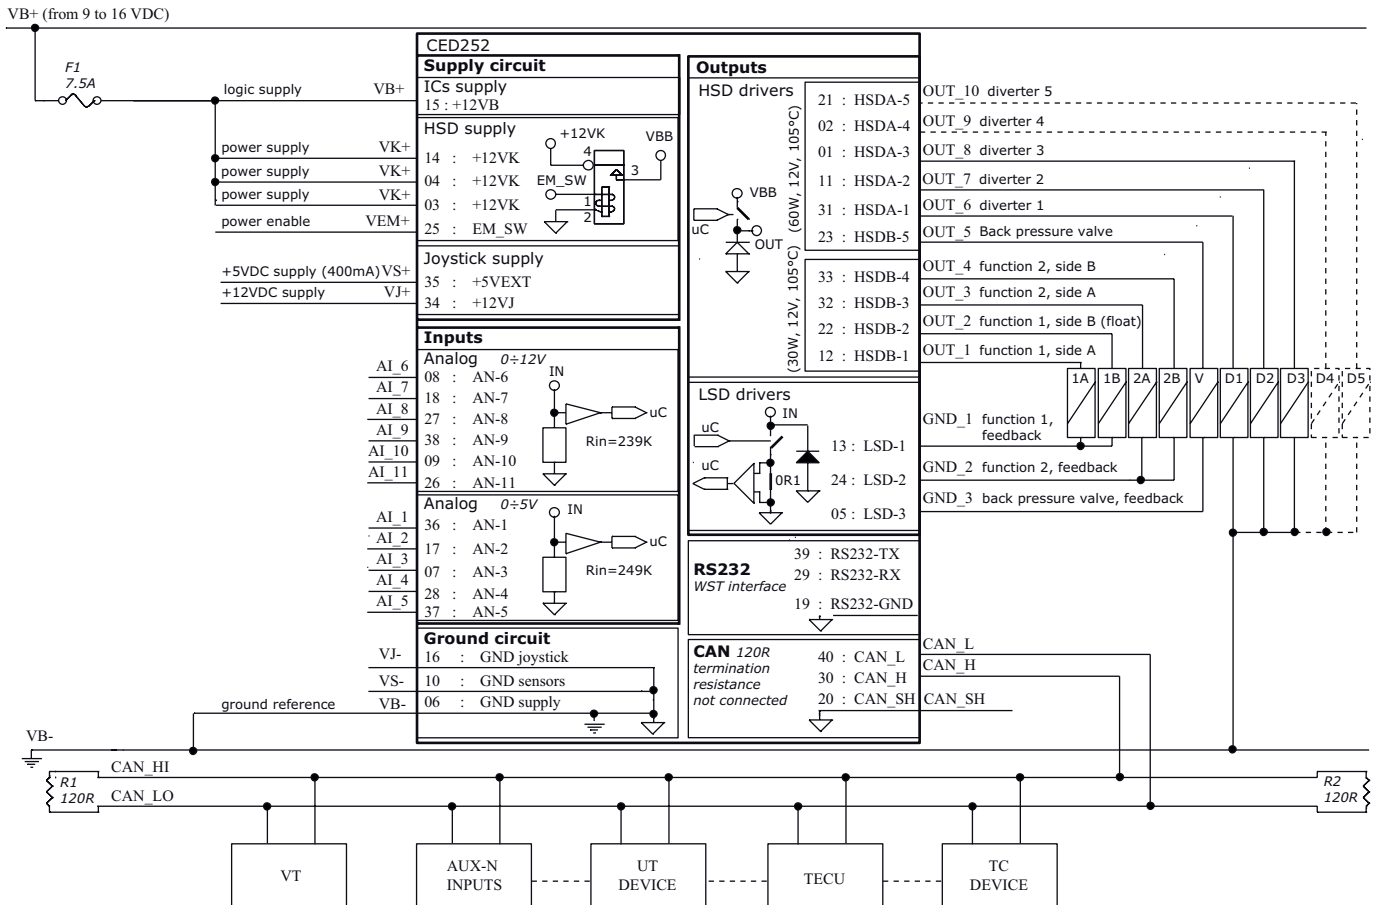 VB+ (from 9 to 16 VDC)
F1
7.5A
logic supply VB+
power supply VK+
power supply VK+
power supply VK+
power enable VEM+
+5VDC supply (400mA) VS+
+12VDC supply VJ+
AI_6
AI_7
AI_8
AI_9
AI_10
AI_11
AI_1
AI_2
AI_3
AI_4
AI_5
VJ-
VS-
ground reference VB-
CED252
Supply circuit
ICs supply
15 : +12VB
HSD supply
14 : +12VK
04 : +12VK
03 : +12VK
25 : EM_SW
+12VK
VBB
4
3
EM_SW
1
2
Joystick supply
35 : +5VEXT
34 : +12VJ
Inputs
Analog 0÷12V
08 : AN-6
18 : AN-7
27 : AN-8
38 : AN-9
09 : AN-10
26 : AN-11
IN
uC
Rin=239K
Analog 0÷5V
36 : AN-1
17 : AN-2
07 : AN-3
28 : AN-4
37 : AN-5
IN
uC
Rin=249K
Ground circuit
16 : GND joystick
10 : GND sensors
06 : GND supply
Outputs
HSD drivers
(60W, 12V, 105°C)
21 : HSDA-5
02 : HSDA-4
01 : HSDA-3
11 : HSDA-2
31 : HSDA-1
23 : HSDB-5
VBB
uC
OUT
(30W, 12V, 105°C)
33 : HSDB-4
32 : HSDB-3
22 : HSDB-2
12 : HSDB-1
LSD drivers
IN
uC
uC
0R1
13 : LSD-1
24 : LSD-2
05 : LSD-3
RS232
WST interface
39 : RS232-TX
29 : RS232-RX
19 : RS232-GND
CAN 120R
termination
resistance
not connected
40 : CAN_L
30 : CAN_H
20 : CAN_SH
OUT_10 diverter 5
OUT_9 diverter 4
OUT_8 diverter 3
OUT_7 diverter 2
OUT_6 diverter 1
OUT_5 Back pressure valve
OUT_4 function 2, side B
OUT_3 function 2, side A
OUT_2 function 1, side B (float)
OUT_1 function 1, side A
1A 1B 2A 2B V D1 D2 D3 D4 D5
GND_1 function 1,
feedback
GND_2 function 2, feedback
GND_3 back pressure valve, feedback
CAN_L
CAN_H
CAN_SH
VB-
CAN_HI
CAN_LO
R1
120R
R2
120R
VT
AUX-N
INPUTS
UT
DEVICE
TECU
TC
DEVICE